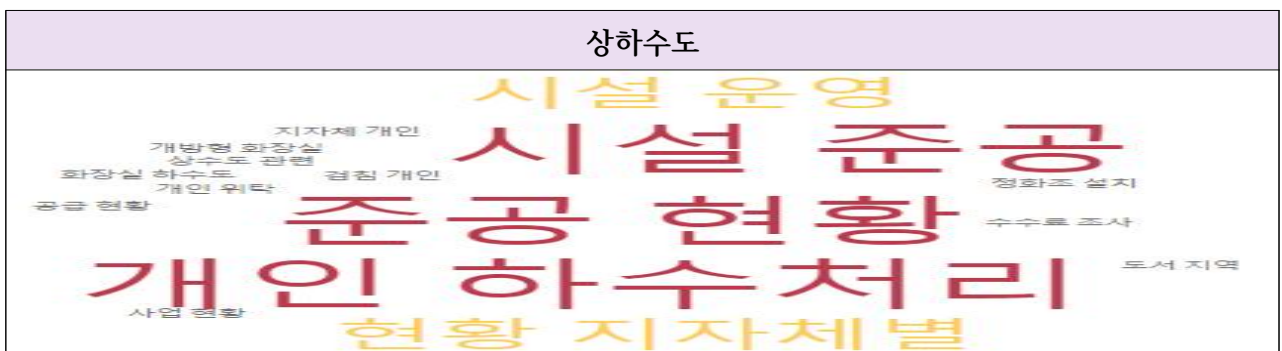 상하수도
시설 운영
지자체 개인
시설 준공
개방형 화장실
상수도 관련
화장실 하수도
검침 개인
개인 위탁
정화조 설치
공급 현황
준공 현황
수수료 조사
개인 하수처리
도서 지역
사업 현황
현황 지자체별